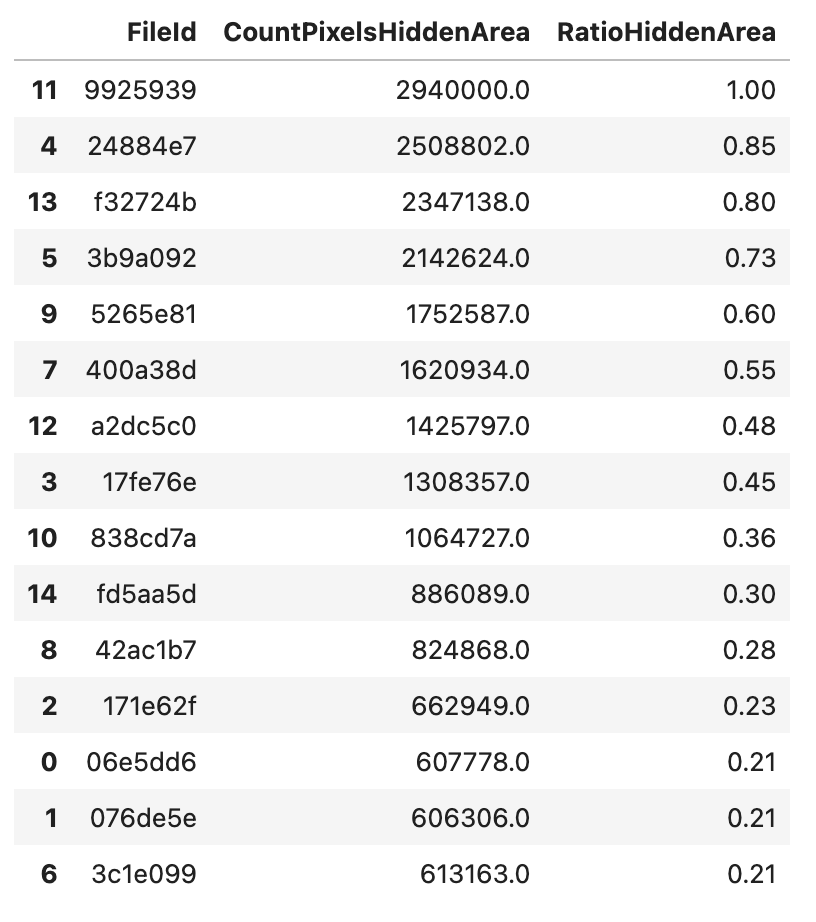 FileId CountPixelsHiddenArea RatioHiddenArea
11 9925939 2940000.0 1.00
4 24884e7 2508802.0 0.85
13 f32724b 2347138.0 0.80
5 3b9a092 2142624.0 0.73
9 5265e81 1752587.0 0.60
7 400a38d 1620934.0 0.55
12 a2dc5c0 1425797.0 0.48
3 17fe76e 1308357.0 0.45
10 838cd7a 1064727.0 0.36
14 fd5aa5d 886089.0 0.30
8 42ac1b7 824868.0 0.28
2 171e62f 662949.0 0.23
0 06e5dd6 607778.0 0.21
1 076de5e 606306.0 0.21
6 3c1e099 613163.0 0.21